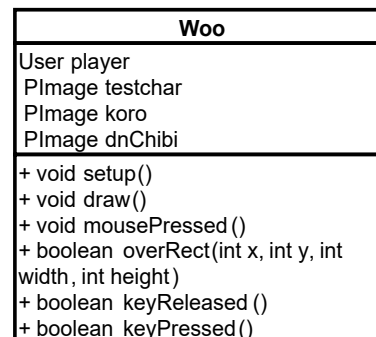 Woo
User player
PImage testchar
PImage koro
PImage dnChibi
+ void setup()
+ void draw()
+ void mousePressed()
+ boolean overRect(int x, int y, int
width, int height)
+ boolean keyReleased()
+ boolean keyPressed()